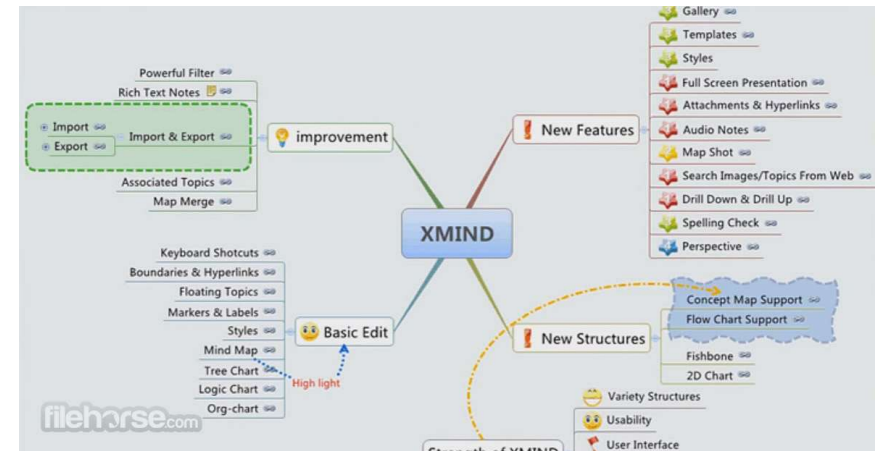 Gallery
Templates
Styles
Full Screen Presentation
Attachments & Hyperlinks
Audio Notes
Map Shot
Search Images/Topics From Web
Drill Down & Drill Up
Spelling Check
Perspective
New Features
Powerful Filter
Rich Text Notes
Import
Export
Import & Export
Associated Topics
Map Merge
improvement
XMIND
Keyboard Shotcuts
Boundaries & Hyperlinks
Floating Topics
Markers & Labels
Styles
Mind Map
Tree Chart
Logic Chart
Org-chart
Basic Edit
High light
New Structures
Concept Map Support
Flow Chart Support
Fishbone
2D Chart
Variety Structures
Usability
User Interface
Strength of XMIND
filehorse.com